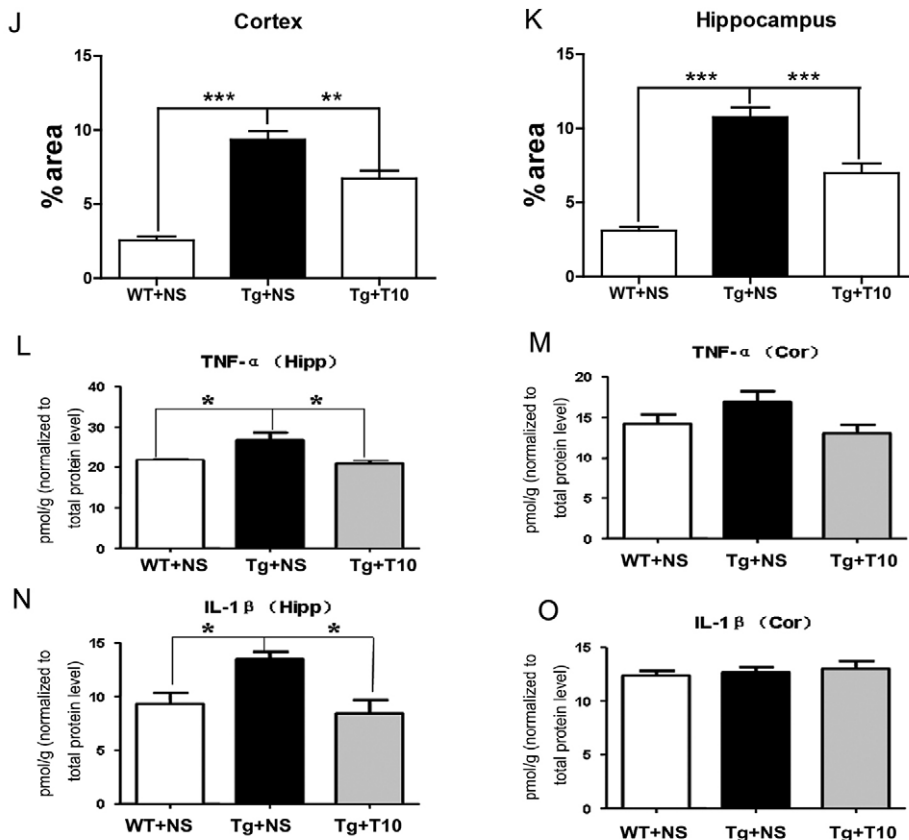 J
Cortex
15
10
5
0
%area
***
**
WT+NS Tg+NS Tg+T10
K
Hippocampus
15
10
5
0
%area
***
***
WT+NS Tg+NS Tg+T10
L
TNF-α (Hipp)
40
30
20
10
0
pmol/g (normalized to
total protein level)
*
*
WT+NS Tg+NS Tg+T10
M
TNF-α (Cor)
20
15
10
5
0
pmol/g (normalized to
total protein level)
WT+NS Tg+NS Tg+T10
N
IL-1β (Hipp)
15
10
5
0
pmol/g (normalized to
total protein level)
*
*
WT+NS Tg+NS Tg+T10
O
IL-1β (Cor)
15
10
5
0
pmol/g (normalized to
total protein level)
WT+NS Tg+NS Tg+T10